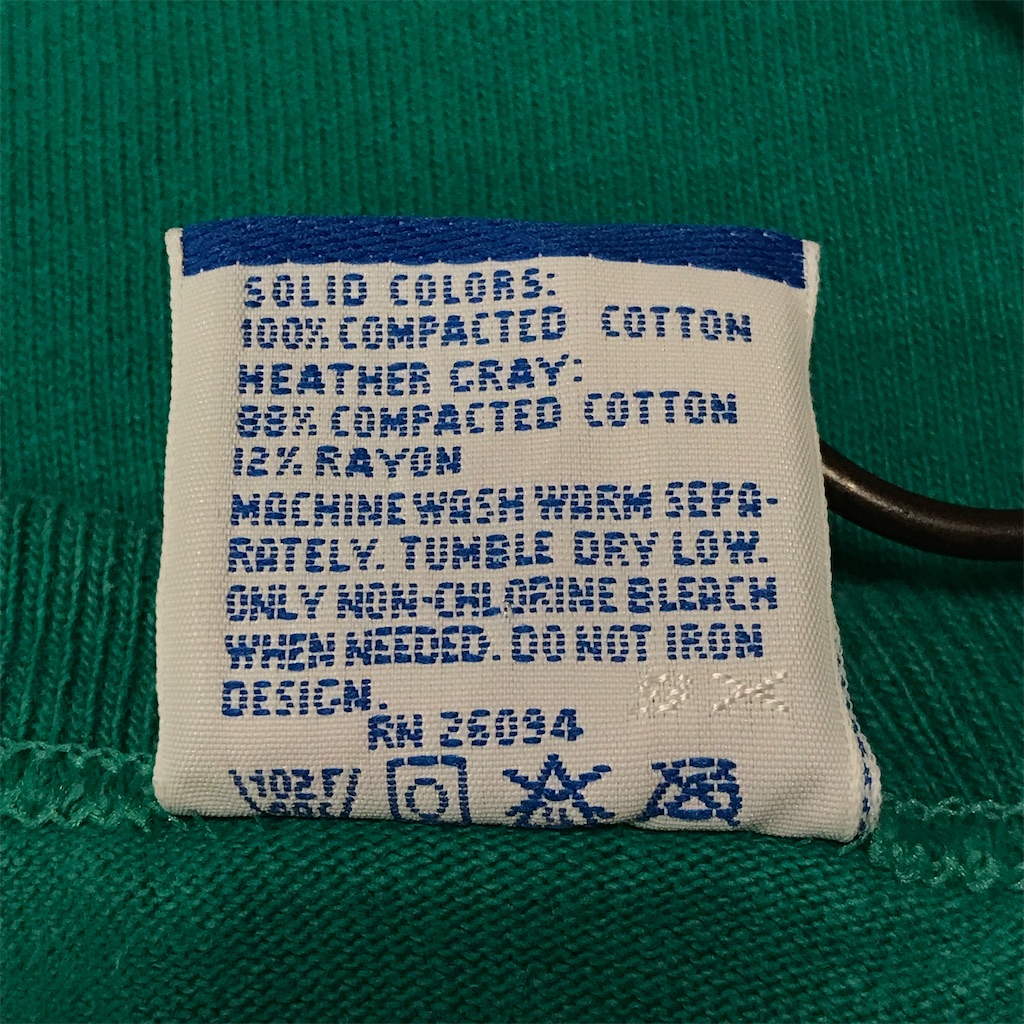 SOLID COLORS:
100% COMPACTED COTTON
HEATHER GRAY:
88% COMPACTED COTTON
12% RAYON
MACHINE WASH WARM SEPA-
RATELY. TUMBLE DRY LOW.
ONLY NON-CHLORINE BLEACH
WHEN NEEDED. DO NOT IRON
DESIGN.
RN 26094
102F